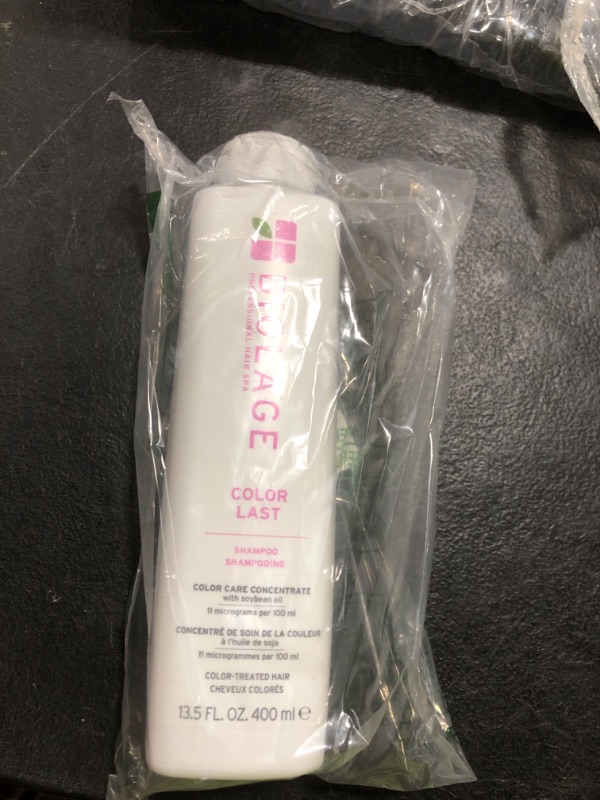 BIOLAGE
PROFESSIONAL HAIR SPA
COLOR
LAST
SHAMPOO
SHAMPOOING
COLOR CARE CONCENTRATE
with soybean oil
11 micrograms per 100 ml
CONCENTRÉ DE SOIN DE LA COULEUR
à l'huile de soja
11 microgrammes par 100 ml
COLOR-TREATED HAIR
CHEVEUX COLORÉS
13.5 FL. OZ. 400 ml ℮